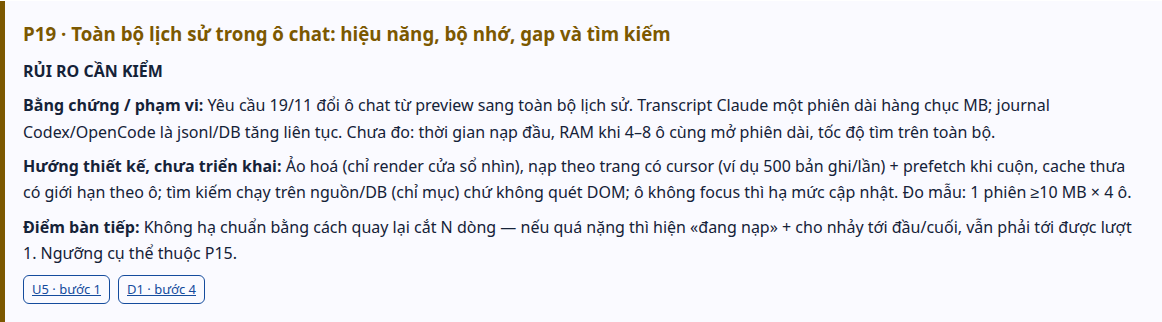 P19 · Toàn bộ lịch sử trong ô chat: hiệu năng, bộ nhớ, gap và tìm kiếm
RỦI RO CẦN KIỂM
Bằng chứng / phạm vi: Yêu cầu 19/11 đổi ô chat từ preview sang toàn bộ lịch sử. Transcript Claude một phiên dài hàng chục MB; journal
Codex/OpenCode là jsonl/DB tăng liên tục. Chưa đo: thời gian nạp đầu, RAM khi 4–8 ô cùng mở phiên dài, tốc độ tìm trên toàn bộ.
Hướng thiết kế, chưa triển khai: Ảo hoá (chỉ render cửa sổ nhìn), nạp theo trang có cursor (ví dụ 500 bản ghi/lần) + prefetch khi cuộn, cache thưa
có giới hạn theo ô; tìm kiếm chạy trên nguồn/DB (chỉ mục) chứ không quét DOM; ô không focus thì hạ mức cập nhật. Đo mẫu: 1 phiên ≥10 MB × 4 ô.
Điểm bàn tiếp: Không hạ chuẩn bằng cách quay lại cắt N dòng — nếu quá nặng thì hiện «đang nạp» + cho nhảy tới đầu/cuối, vẫn phải tới được lượt
1. Ngưỡng cụ thể thuộc P15.
U5 · bước 1 D1 · bước 4